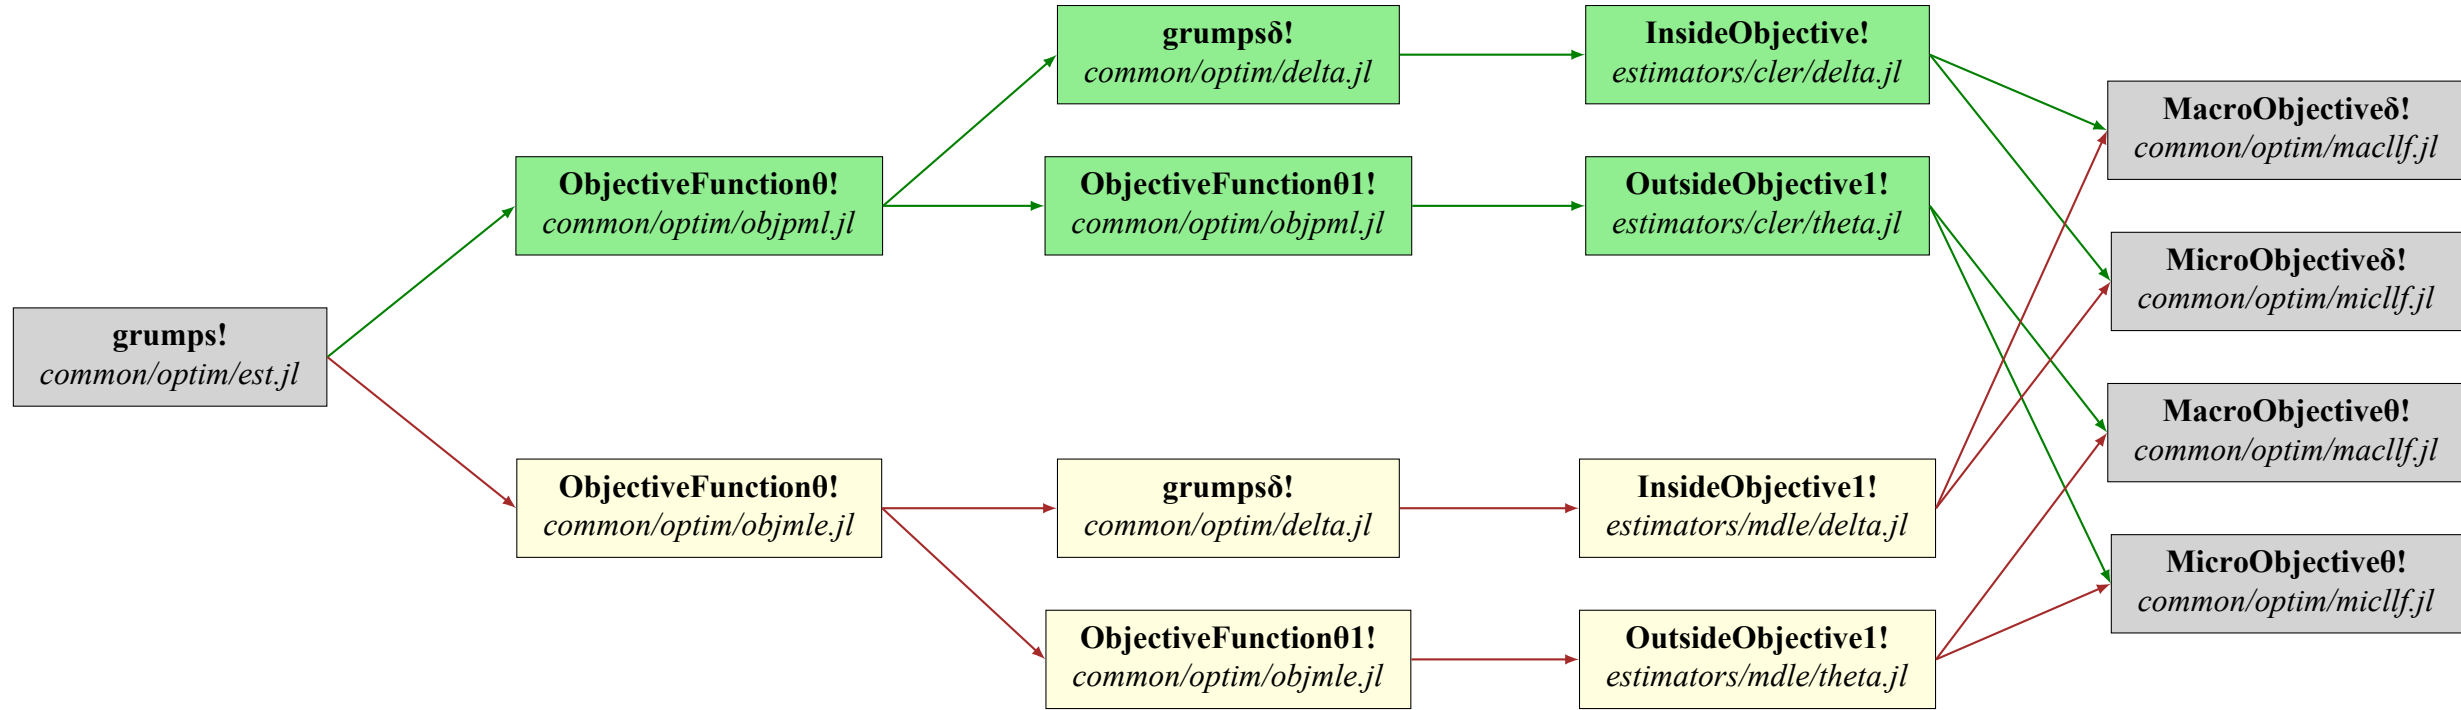 grumps!
common/optim/est.jl
ObjectiveFunctionθ!
common/optim/objpml.jl
ObjectiveFunctionθ!
common/optim/objmle.jl
grumpsδ!
common/optim/delta.jl
ObjectiveFunctionθ1!
common/optim/objpml.jl
grumpsδ!
common/optim/delta.jl
ObjectiveFunctionθ1!
common/optim/objmle.jl
InsideObjective!
estimators/cler/delta.jl
OutsideObjective1!
estimators/cler/theta.jl
InsideObjective1!
estimators/mdle/delta.jl
OutsideObjective1!
estimators/mdle/theta.jl
MacroObjectiveδ!
common/optim/macllf.jl
MicroObjectiveδ!
common/optim/micllf.jl
MacroObjectiveθ!
common/optim/macllf.jl
MicroObjectiveθ!
common/optim/micllf.jl